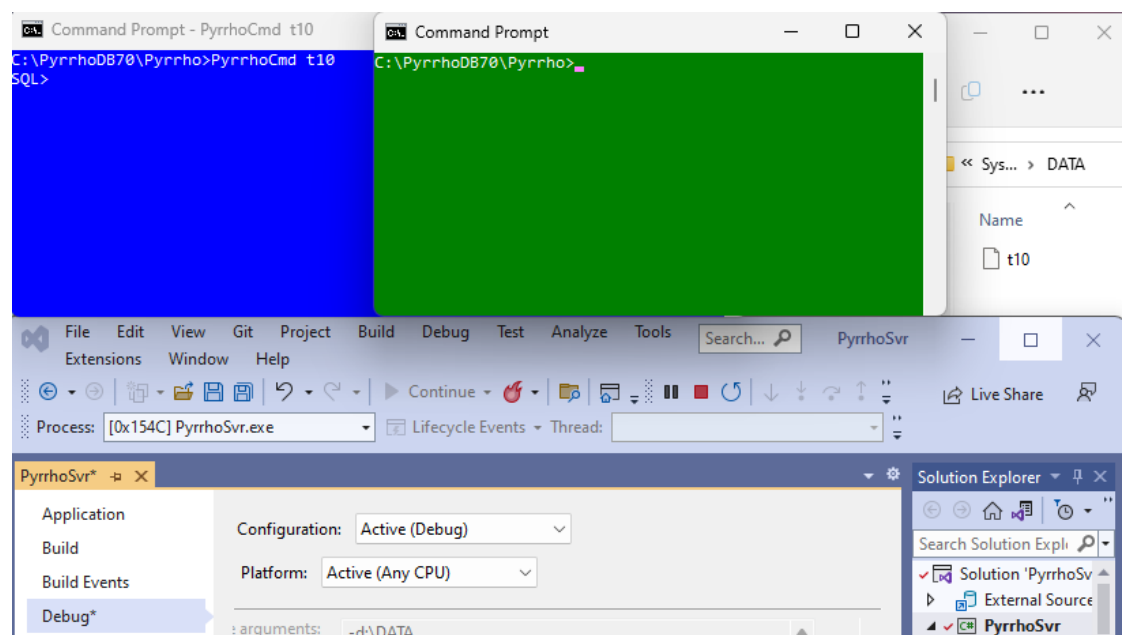 Command Prompt - PyrrhoCmd t10
C:\PyrrhoDB70\Pyrrho>PyrrhoCmd t10
SQL>
Command Prompt
C:\PyrrhoDB70\Pyrrho>
« Sys... > DATA
Name
t10
File Edit View Git Project Build Debug Test Analyze Tools Search... PyrrhoSvr
Extensions Window Help
Continue Live Share
Process: [0x154C] PyrrhoSvr.exe Lifecycle Events Thread:
PyrrhoSvr*
Solution Explorer
Application
Build
Build Events
Debug*
Configuration: Active (Debug)
Platform: Active (Any CPU)
: arguments: -d:\DATA
Search Solution Expl
Solution 'PyrrhoSv
External Source
C# PyrrhoSvr